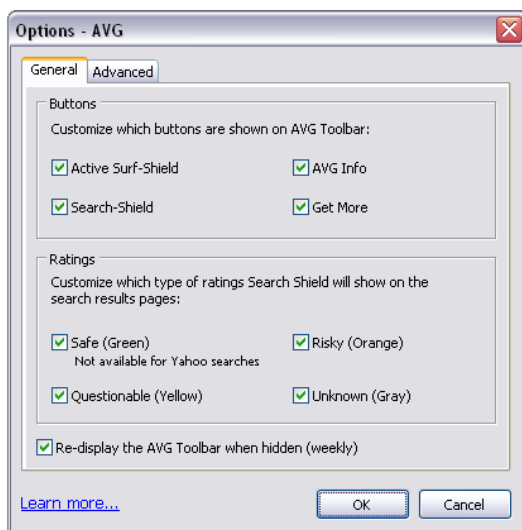 Options - AVG
General Advanced
Buttons
Customize which buttons are shown on AVG Toolbar:
Active Surf-Shield AVG Info
Search-Shield Get More
Ratings
Customize which type of ratings Search Shield will show on the
search results pages:
Safe (Green) Risky (Orange)
Not available for Yahoo searches
Questionable (Yellow) Unknown (Gray)
Re-display the AVG Toolbar when hidden (weekly)
Learn more... OK Cancel